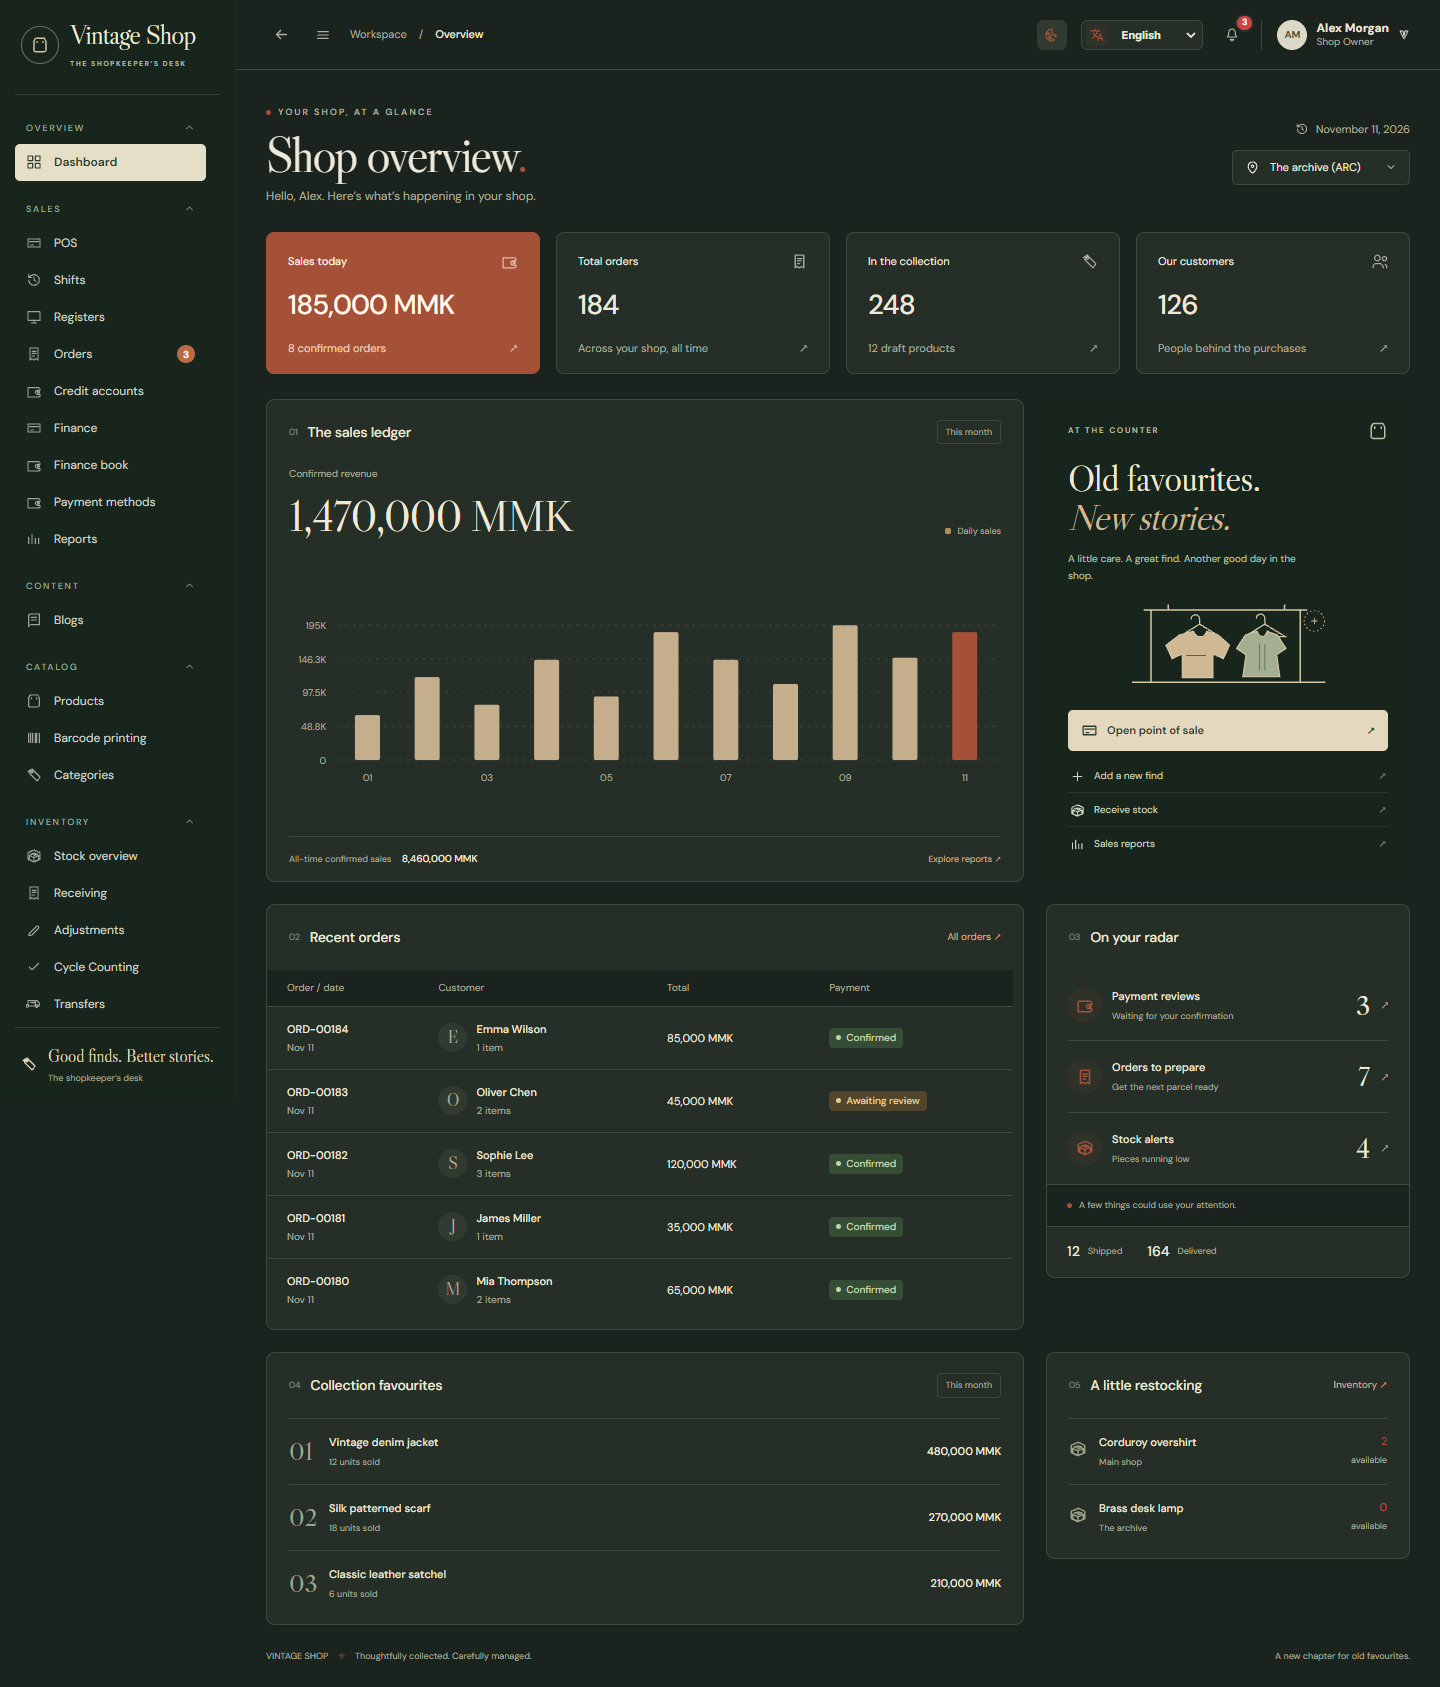 Vintage Shop
THE SHOPKEEPER'S DESK
OVERVIEW
Dashboard
SALES
POS
Shifts
Registers
Orders 3
Credit accounts
Finance
Finance book
Payment methods
Reports
CONTENT
Blogs
CATALOG
Products
Barcode printing
Categories
INVENTORY
Stock overview
Receiving
Adjustments
Cycle Counting
Transfers
Good finds. Better stories.
The shopkeeper's desk
Workspace / Overview
English
3
AM
Alex Morgan
Shop Owner
YOUR SHOP, AT A GLANCE
Shop overview.
Hello, Alex. Here's what's happening in your shop.
November 11, 2026
The archive (ARC)
Sales today
185,000 MMK
8 confirmed orders ↗
Total orders
184
Across your shop, all time ↗
In the collection
248
12 draft products ↗
Our customers
126
People behind the purchases ↗
01 The sales ledger
This month
Confirmed revenue
1,470,000 MMK
Daily sales
195K
146.3K
97.5K
48.8K
0
01 03 05 07 09 11
All-time confirmed sales 8,460,000 MMK
Explore reports ↗
AT THE COUNTER
Old favourites.
New stories.
A little care. A great find. Another good day in the
shop.
Open point of sale ↗
Add a new find ↗
Receive stock ↗
Sales reports ↗
02 Recent orders
All orders ↗
Order / date Customer Total Payment
ORD-00184 E Emma Wilson 85,000 MMK Confirmed
Nov 11 1 item
ORD-00183 O Oliver Chen 45,000 MMK Awaiting review
Nov 11 2 items
ORD-00182 S Sophie Lee 120,000 MMK Confirmed
Nov 11 3 items
ORD-00181 J James Miller 35,000 MMK Confirmed
Nov 11 1 item
ORD-00180 M Mia Thompson 65,000 MMK Confirmed
Nov 11 2 items
03 On your radar
Payment reviews 3 ↗
Waiting for your confirmation
Orders to prepare 7 ↗
Get the next parcel ready
Stock alerts 4 ↗
Pieces running low
A few things could use your attention.
12 Shipped 164 Delivered
04 Collection favourites
This month
01 Vintage denim jacket 480,000 MMK
12 units sold
02 Silk patterned scarf 270,000 MMK
18 units sold
03 Classic leather satchel 210,000 MMK
6 units sold
05 A little restocking
Inventory ↗
Corduroy overshirt 2
Main shop available
Brass desk lamp 0
The archive available
VINTAGE SHOP Thoughtfully collected. Carefully managed.
A new chapter for old favourites.